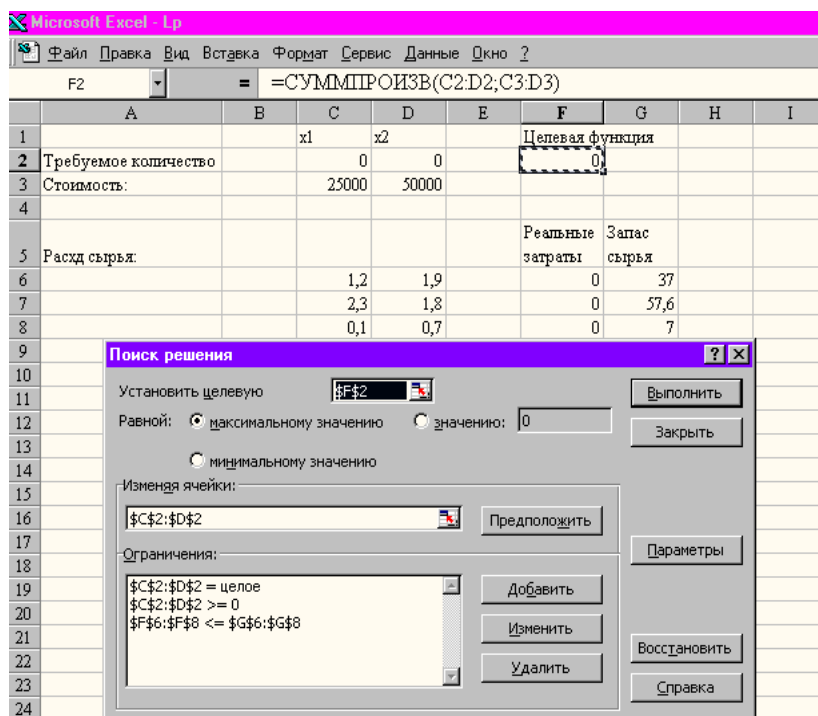 Microsoft Excel - Lp
Файл Правка Вид Вставка Формат Сервис Данные Окно ?
F2 = =СУММПРОИЗВ(C2:D2;C3:D3)
A B C D E F G H I
1 x1 x2 Целевая функция
2 Требуемое количество 0 0 0
3 Стоимость: 25000 50000
4
Реальные Запас
5 Расхд сырья: затраты сырья
6 1,2 1,9 0 37
7 2,3 1,8 0 57,6
8 0,1 0,7 0 7
9 Поиск решения ?
10
11 Установить целевую $F$2 Выполнить
12 Равной: максимальному значению значению: 0
13 Закрыть
14 минимальному значению
15 Изменяя ячейки:
16 $C$2:$D$2 Предположить
17 Параметры
18 Ограничения:
19 $C$2:$D$2 = целое Добавить
20 $C$2:$D$2 >= 0
21 $F$6:$F$8 <= $G$6:$G$8 Изменить
22 Восстановить
Удалить
23 Справка
24